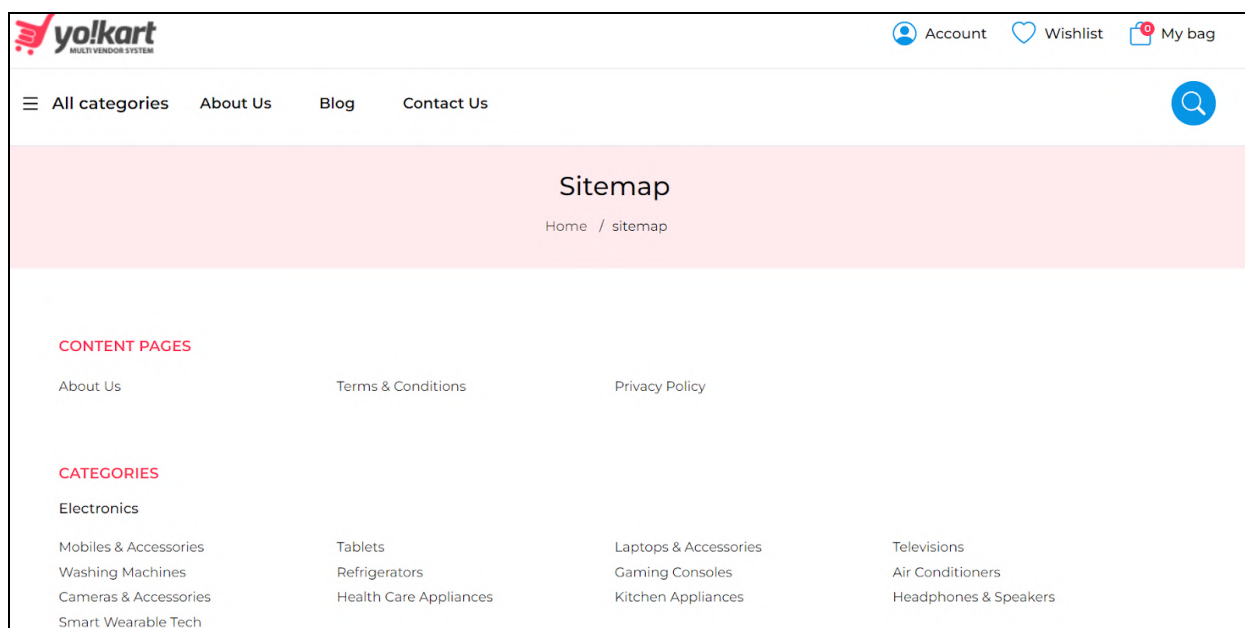 yo!kart
MULTI VENDOR SYSTEM
Account Wishlist 0 My bag
All categories About Us Blog Contact Us
Sitemap
Home / sitemap
CONTENT PAGES
About Us Terms & Conditions Privacy Policy
CATEGORIES
Electronics
Mobiles & Accessories Tablets Laptops & Accessories Televisions
Washing Machines Refrigerators Gaming Consoles Air Conditioners
Cameras & Accessories Health Care Appliances Kitchen Appliances Headphones & Speakers
Smart Wearable Tech